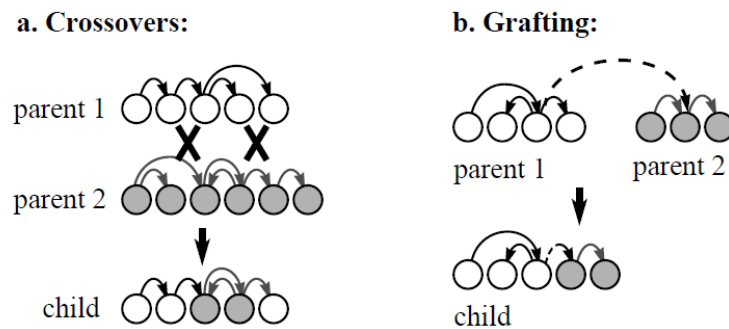 a. Crossovers:
parent 1
parent 2
child
b. Grafting:
parent 1
parent 2
child